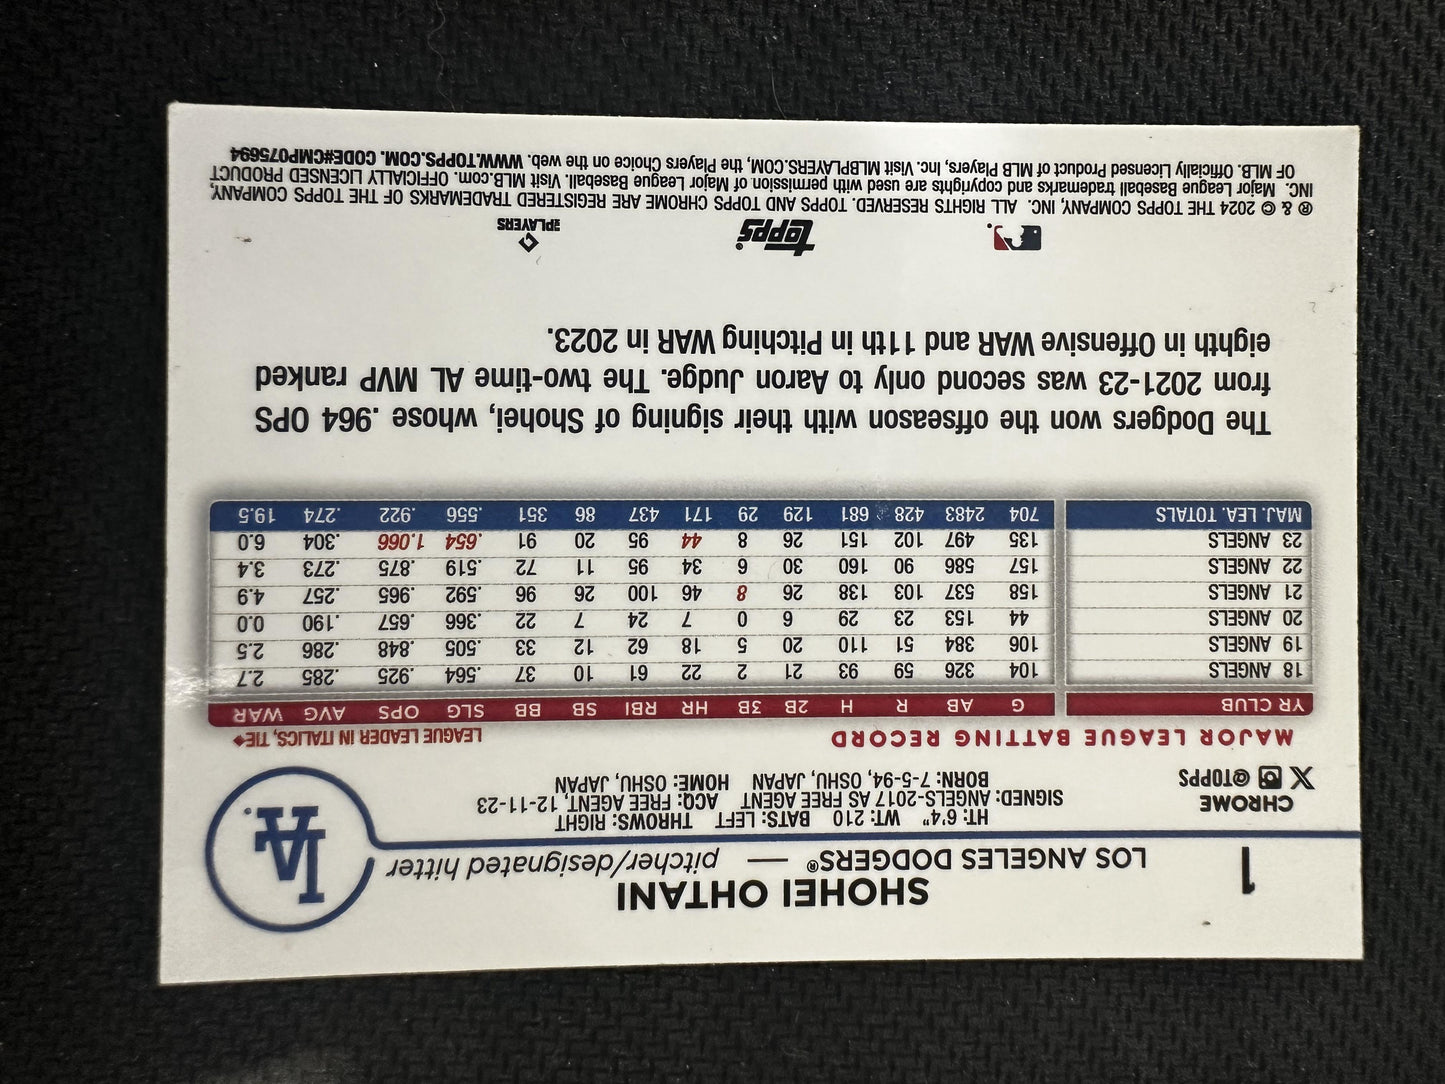 1
SHOHEI OHTANI
LOS ANGELES DODGERS® — pitcher/designated hitter
LA
CHROME
@TOPPS
HT: 6'4" WT: 210 BATS: LEFT THROWS: RIGHT
SIGNED: ANGELS-2017 AS FREE AGENT ACQ: FREE AGENT, 12-11-23
BORN: 7-5-94, OSHU, JAPAN HOME: OSHU, JAPAN
MAJOR LEAGUE BATTING RECORD LEAGUE LEADER IN ITALICS, TIE♦
YR CLUB G AB R H 2B 3B HR RBI SB BB SLG OPS AVG WAR
18 ANGELS 104 326 59 93 21 2 22 61 10 37 .564 .925 .285 2.7
19 ANGELS 106 384 51 110 20 5 18 62 12 33 .505 .848 .286 2.5
20 ANGELS 44 153 23 29 6 0 7 24 7 22 .366 .657 .190 0.0
21 ANGELS 158 537 103 138 26 8 46 100 26 96 .592 .965 .257 4.9
22 ANGELS 157 586 90 160 30 6 34 95 11 72 .519 .875 .273 3.4
23 ANGELS 135 497 102 151 26 8 44 95 20 91 .654 1.066 .304 6.0
MAJ. LEA. TOTALS 704 2483 428 681 129 29 171 437 86 351 .556 .922 .274 19.5
The Dodgers won the offseason with their signing of Shohei, whose .964 OPS
from 2021-23 was second only to Aaron Judge. The two-time AL MVP ranked
eighth in Offensive WAR and 11th in Pitching WAR in 2023.
topps®
PLAYERS
® & © 2024 THE TOPPS COMPANY, INC. ALL RIGHTS RESERVED. TOPPS AND TOPPS CHROME ARE REGISTERED TRADEMARKS OF THE TOPPS COMPANY,
INC. Major League Baseball trademarks and copyrights are used with permission of Major League Baseball. Visit MLB.com. OFFICIALLY LICENSED PRODUCT
OF MLB. Officially Licensed Product of MLB Players, Inc. Visit MLBPLAYERS.COM, the Players Choice on the web. WWW.TOPPS.COM. CODE#CMP075694